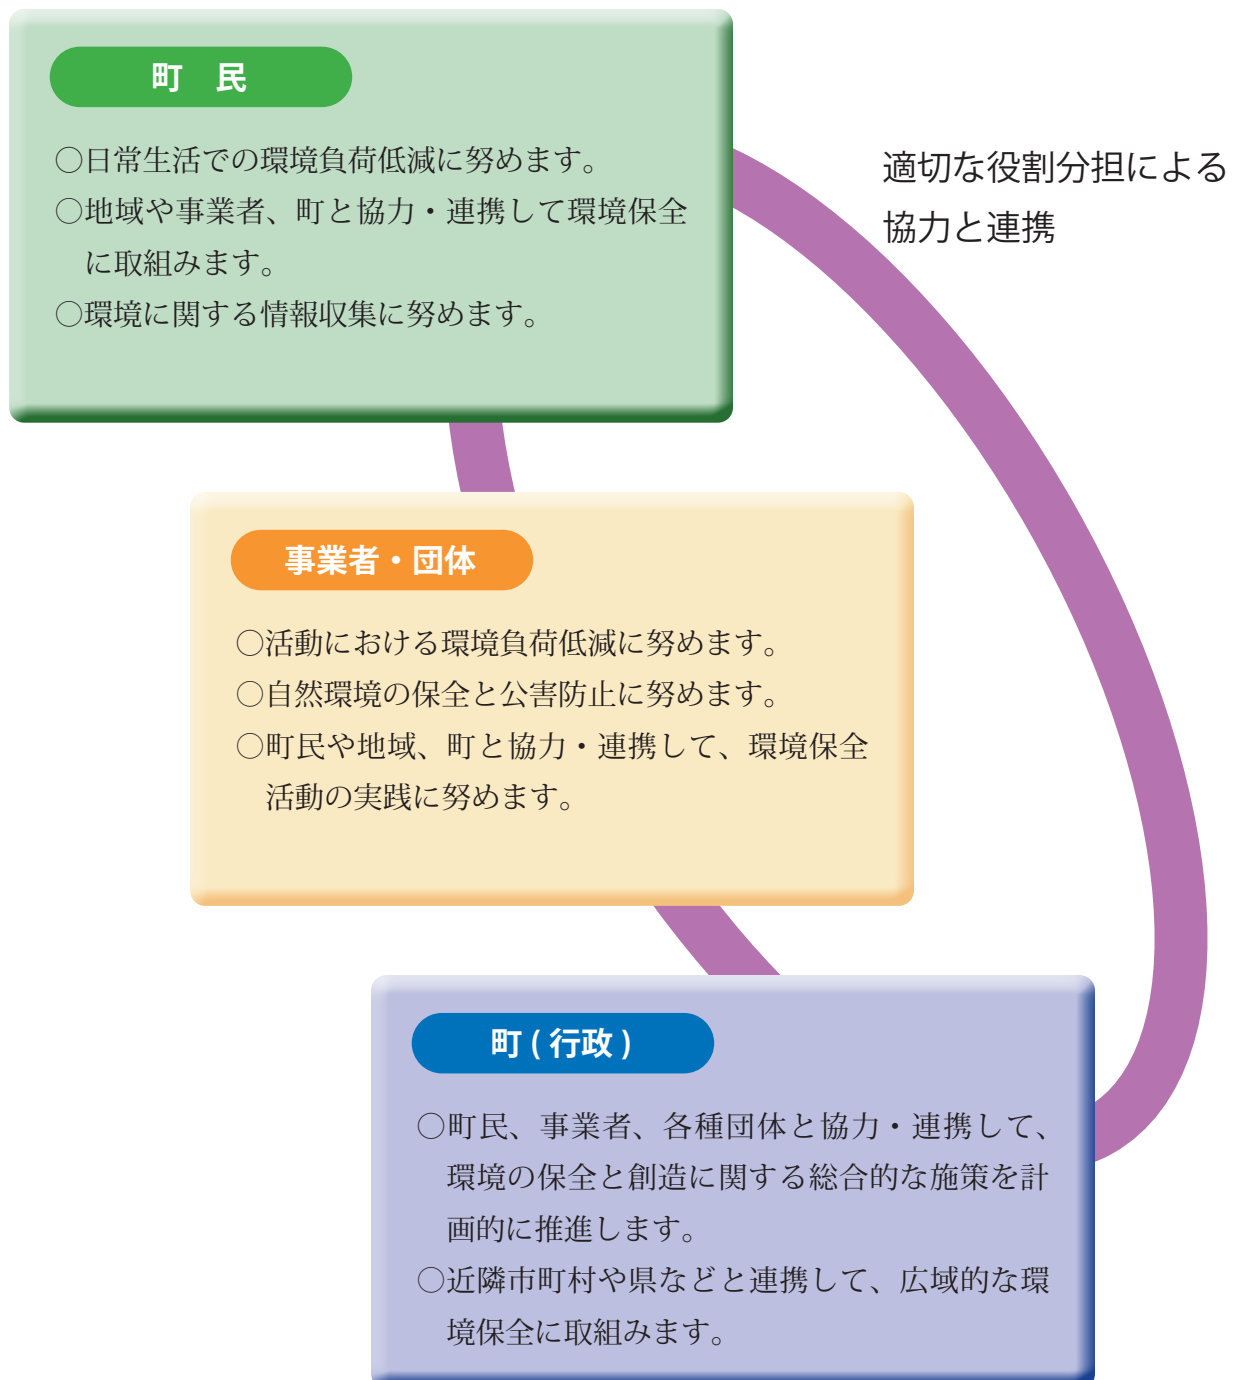 町　民
○日常生活での環境負荷低減に努めます。
○地域や事業者、町と協力・連携して環境保全
に取組みます。
○環境に関する情報収集に努めます。
適切な役割分担による
協力と連携
事業者・団体
○活動における環境負荷低減に努めます。
○自然環境の保全と公害防止に努めます。
○町民や地域、町と協力・連携して、環境保全
活動の実践に努めます。
町 ( 行政 )
○町民、事業者、各種団体と協力・連携して、
環境の保全と創造に関する総合的な施策を計
画的に推進します。
○近隣市町村や県などと連携して、広域的な環
境保全に取組みます。